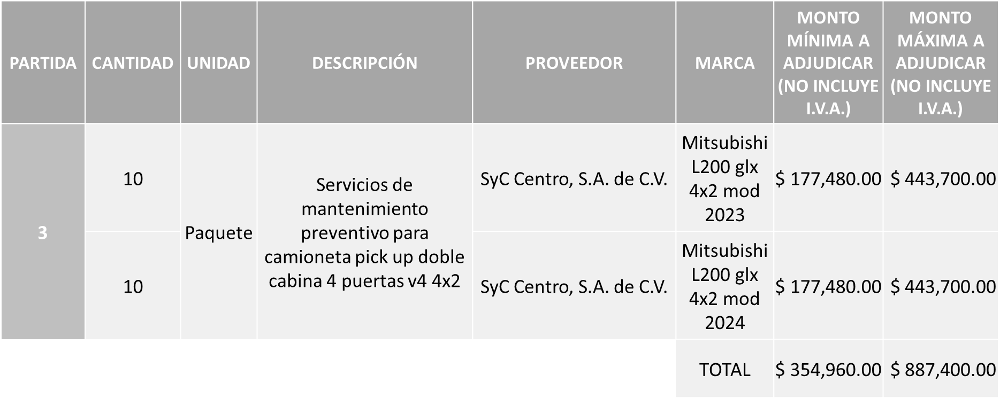 PARTIDA
CANTIDAD
UNIDAD
DESCRIPCIÓN
PROVEEDOR
MARCA
MONTO
MÍNIMA A
ADJUDICAR
(NO INCLUYE
I.V.A.)
MONTO
MÁXIMA A
ADJUDICAR
(NO INCLUYE
I.V.A.)
3
10
Paquete
Servicios de
mantenimiento
preventivo para
camioneta pick up doble
cabina 4 puertas v4 4x2
SyC Centro, S.A. de C.V.
Mitsubishi
L200 glx
4x2 mod
2023
$ 177,480.00
$ 443,700.00
10
SyC Centro, S.A. de C.V.
Mitsubishi
L200 glx
4x2 mod
2024
$ 177,480.00
$ 443,700.00
TOTAL
$ 354,960.00
$ 887,400.00